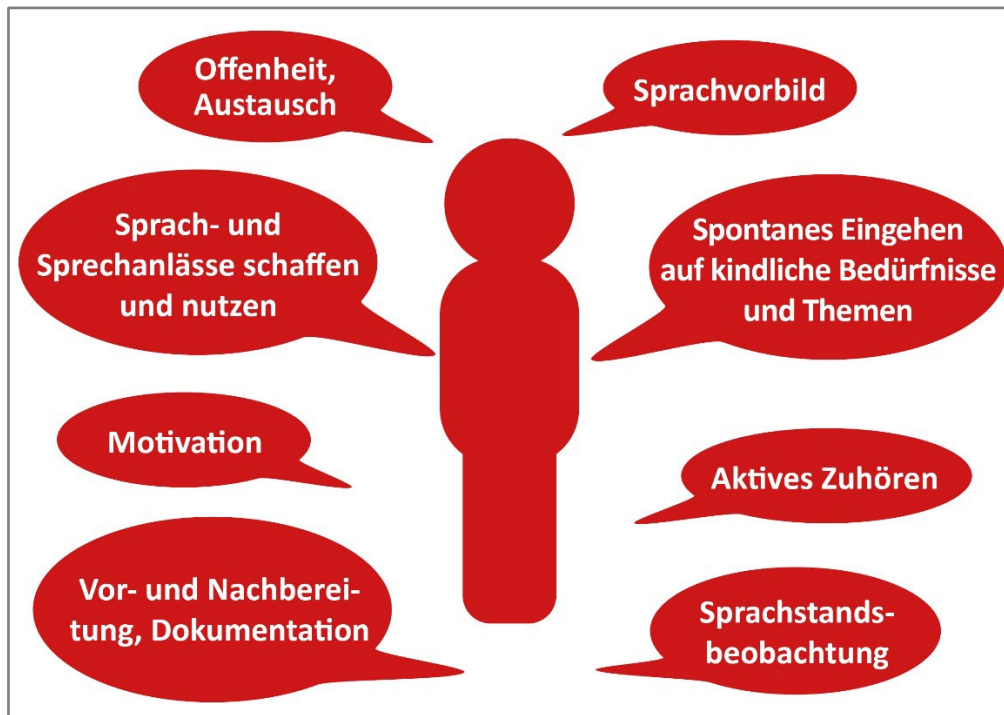 Offenheit,
Austausch
Sprachvorbild
Sprach- und
Sprechanlässe schaffen
und nutzen
Spontanes Eingehen
auf kindliche Bedürfnisse
und Themen
Motivation
Aktives Zuhören
Vor- und Nachberei-
tung, Dokumentation
Sprachstands-
beobachtung